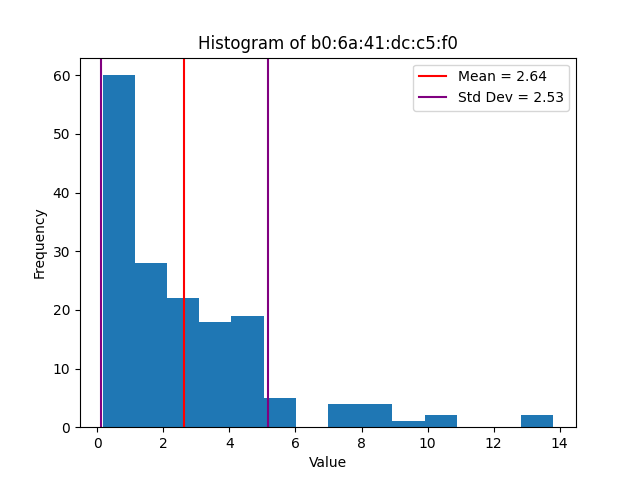 Histogram of b0:6a:41:dc:c5:f0
Mean = 2.64
Std Dev = 2.53
60
50
40
30
20
10
0
Frequency
0 2 4 6 8 10 12 14
Value